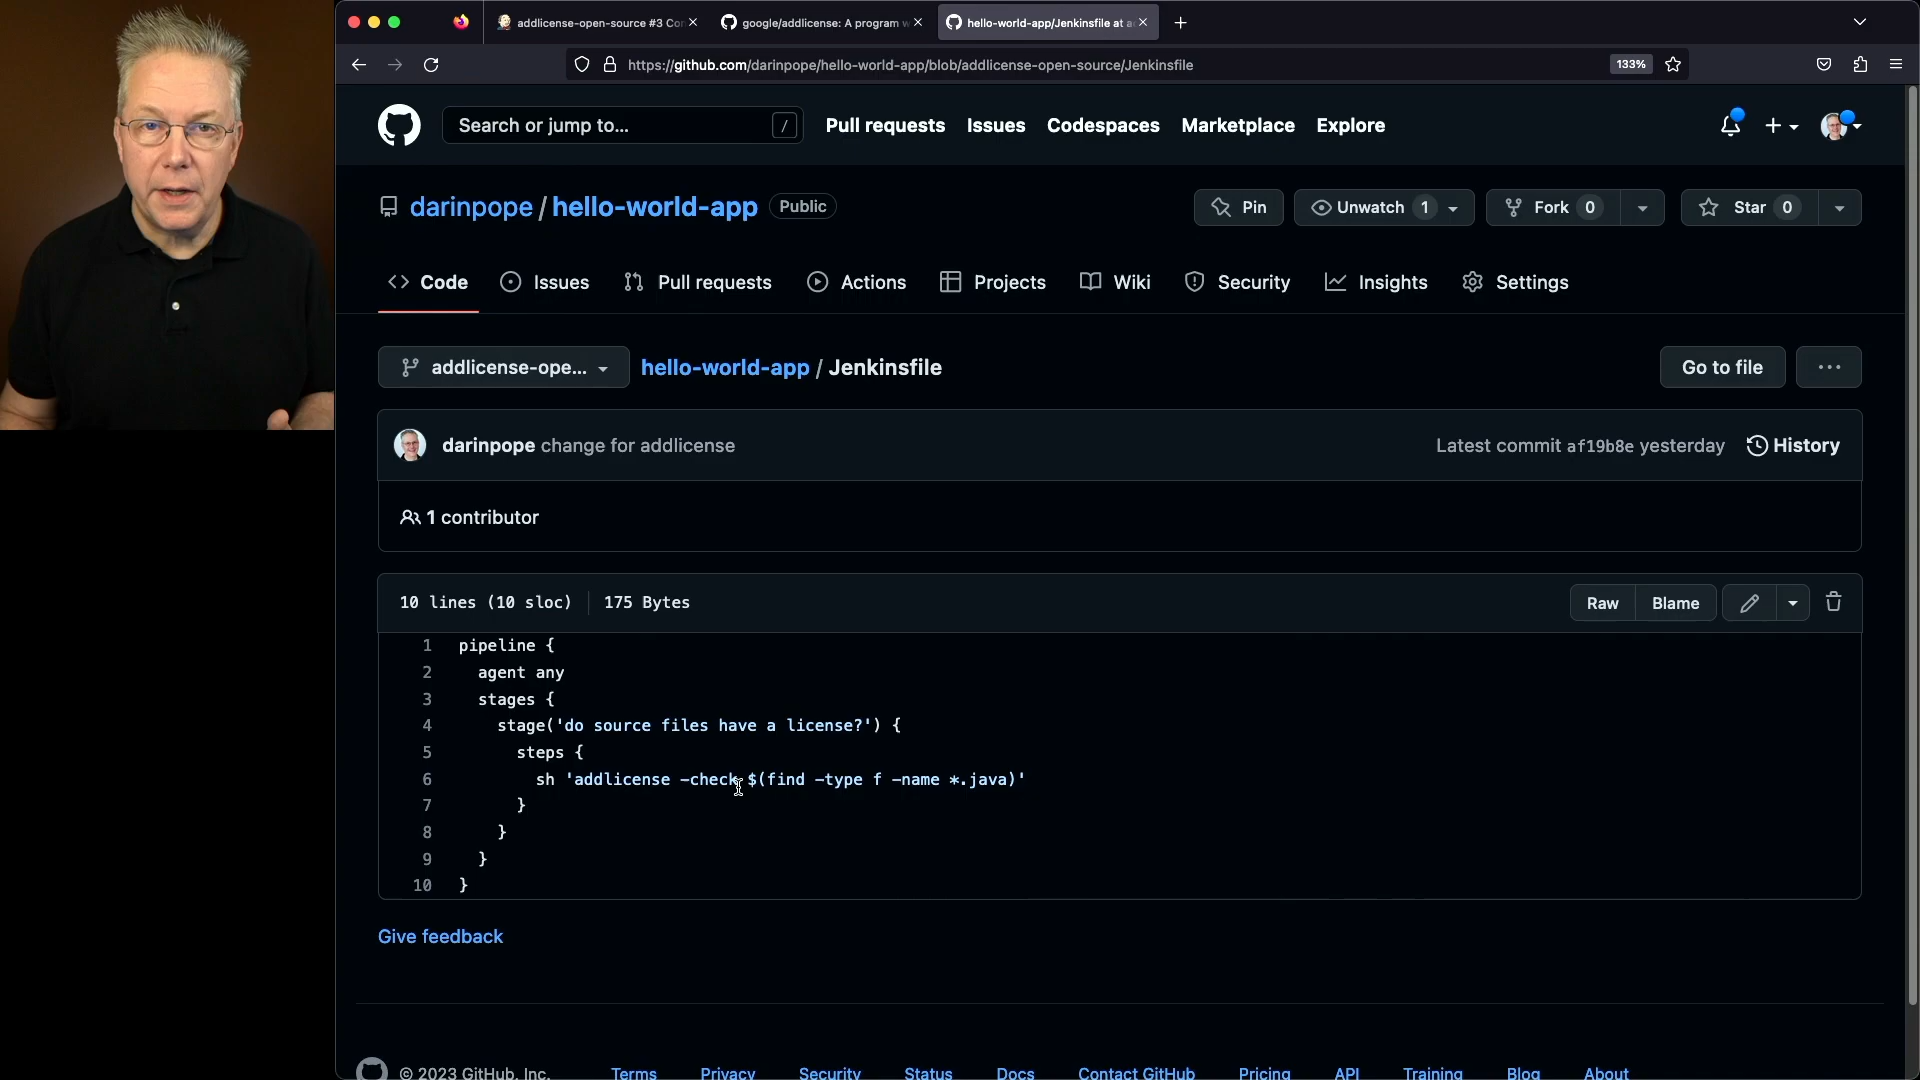 addlicense-open-source #3 Con
google/addlicense: A program w
hello-world-app/Jenkinsfile at a
https://github.com/darinpope/hello-world-app/blob/addlicense-open-source/Jenkinsfile
133%
Search or jump to... /
Pull requests Issues Codespaces Marketplace Explore
darinpope / hello-world-app Public
Pin Unwatch 1 Fork 0 Star 0
Code Issues Pull requests Actions Projects Wiki Security Insights Settings
addlicense-ope... hello-world-app / Jenkinsfile Go to file
darinpope change for addlicense Latest commit af19b8e yesterday History
1 contributor
10 lines (10 sloc) 175 Bytes Raw Blame
1 pipeline {
2 agent any
3 stages {
4 stage('do source files have a license?') {
5 steps {
6 sh 'addlicense -check $(find -type f -name *.java)'
7 }
8 }
9 }
10 }
Give feedback
© 2023 GitHub, Inc. Terms Privacy Security Status Docs Contact GitHub Pricing API Training Blog About